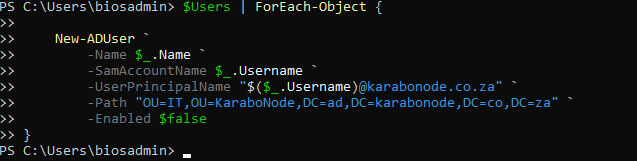 PS C:\Users\biosadmin> $Users | ForEach-Object {
>>
>>     New-ADUser `
>>         -Name $_.Name `
>>         -SamAccountName $_.Username `
>>         -UserPrincipalName "$($_.Username)@karabonode.co.za" `
>>         -Path "OU=IT,OU=KaraboNode,DC=ad,DC=karabonode,DC=co,DC=za" `
>>         -Enabled $false
>> }
PS C:\Users\biosadmin> _